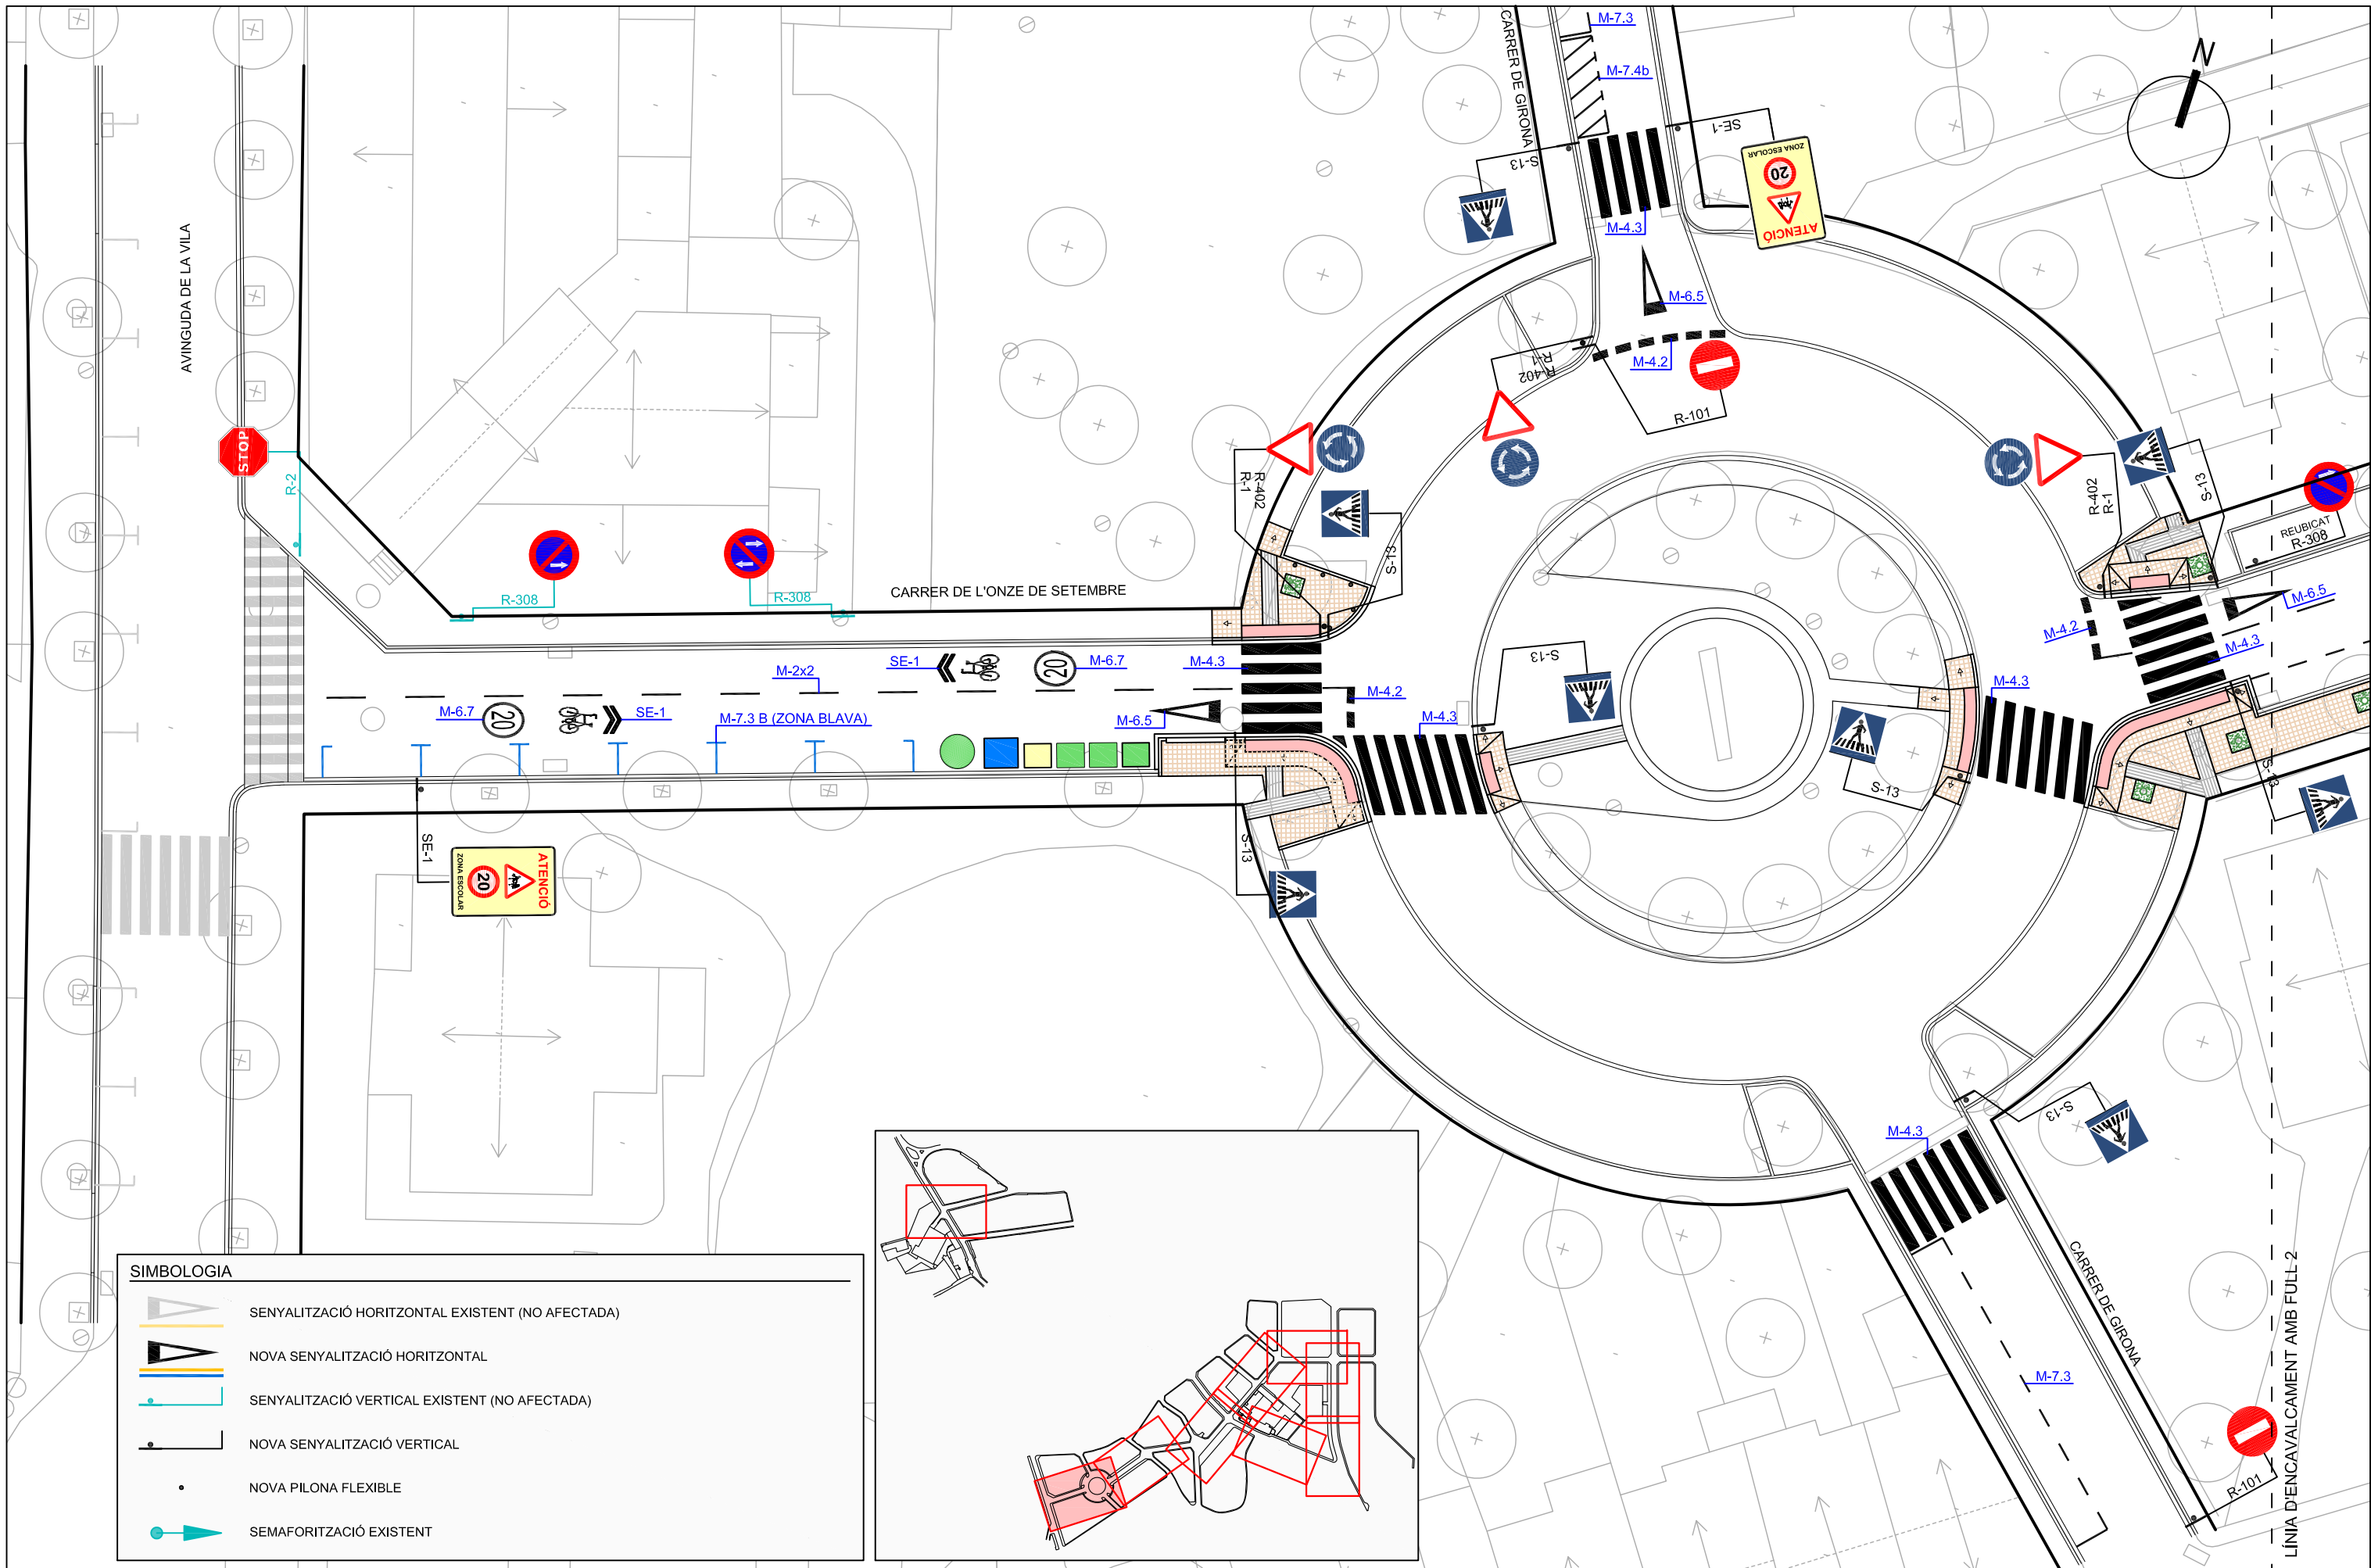 M-7.3
CARRER DE GIRONA
M-7.4b
N
SE-1
S-13
ZONA ESCOLAR
20
ATENCIÓ
M-4.3
AVINGUDA DE LA VILA
M-6.5
M-4.2
R-1
R-402
R-101
STOP
R-2
R-402
R-1
S-13
R-402
R-1
S-13
REUBICAT
R-308
R-308
R-308
CARRER DE L'ONZE DE SETEMBRE
M-6.5
M-4.2
M-4.3
S-13
M-2x2
SE-1
20
M-6.7
M-4.3
M-4.2
M-4.3
M-6.7
20
SE-1
M-7.3 B (ZONA BLAVA)
M-6.5
M-4.3
S-13
S-13
SE-1
ATENCIÓ
20
ZONA ESCOLAR
S-13
S-13
M-4.3
CARRER DE GIRONA
M-7.3
R-101
LÍNIA D'ENCAVALCAMENT AMB FULL 2
SIMBOLOGIA
SENYALITZACIÓ HORITZONTAL EXISTENT (NO AFECTADA)
NOVA SENYALITZACIÓ HORITZONTAL
SENYALITZACIÓ VERTICAL EXISTENT (NO AFECTADA)
NOVA SENYALITZACIÓ VERTICAL
NOVA PILONA FLEXIBLE
SEMAFORITZACIÓ EXISTENT